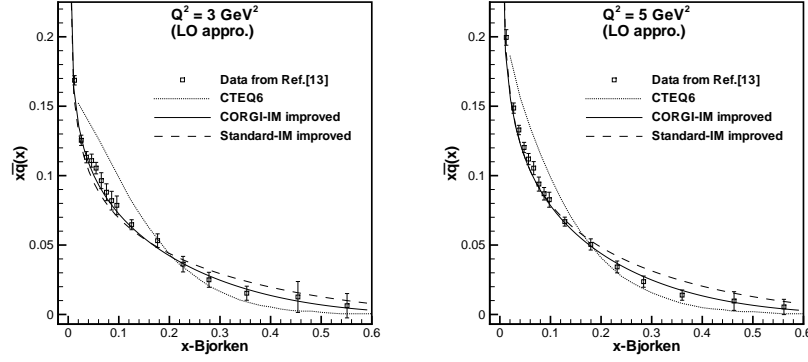 Q² = 3 GeV²
(LO appro.)
Data from Ref.[13]
CTEQ6
CORGI-IM improved
Standard-IM improved
xq̅(x)
0.2
0.15
0.1
0.05
0
0 0.1 0.2 0.3 0.4 0.5 0.6
x-Bjorken
Q² = 5 GeV²
(LO appro.)
Data from Ref.[13]
CTEQ6
CORGI-IM improved
Standard-IM improved
xq̅(x)
0.2
0.15
0.1
0.05
0
0 0.1 0.2 0.3 0.4 0.5 0.6
x-Bjorken